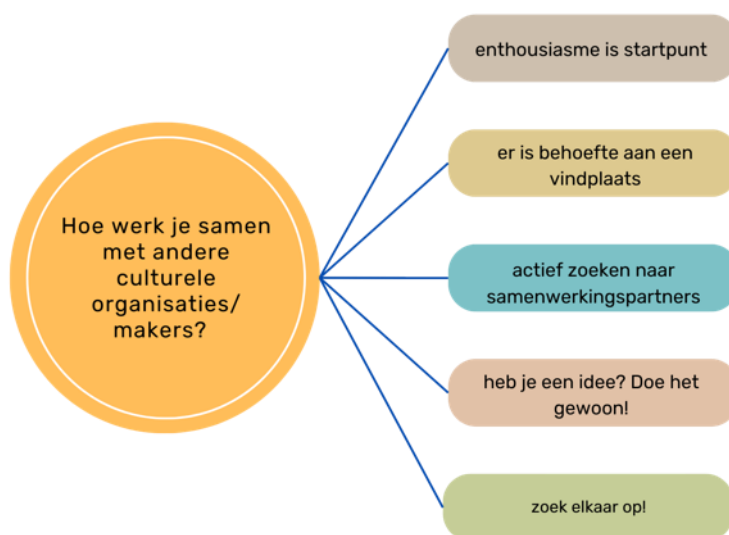 Hoe werk je samen
met andere
culturele
organisaties/
makers?
enthousiasme is startpunt
er is behoefte aan een
vindplaats
actief zoeken naar
samenwerkingspartners
heb je een idee? Doe het
gewoon!
zoek elkaar op!